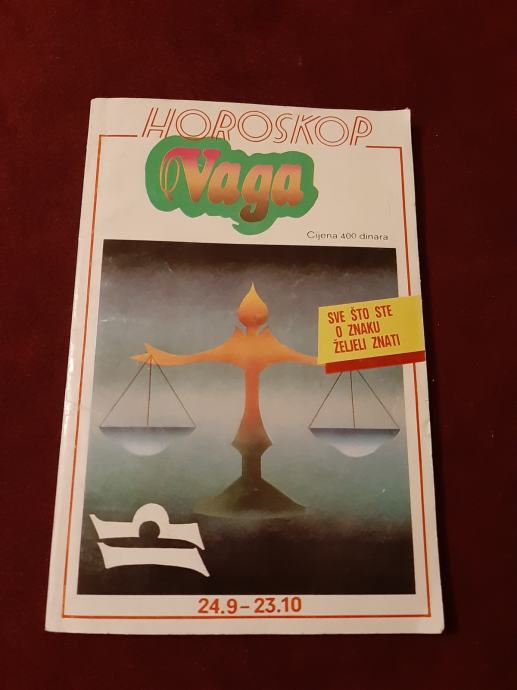 HOROSKOP
Vaga
Cijena 400 dinara
SVE ŠTO STE
O ZNAKU
ŽELJELI ZNATI
24.9 – 23.10